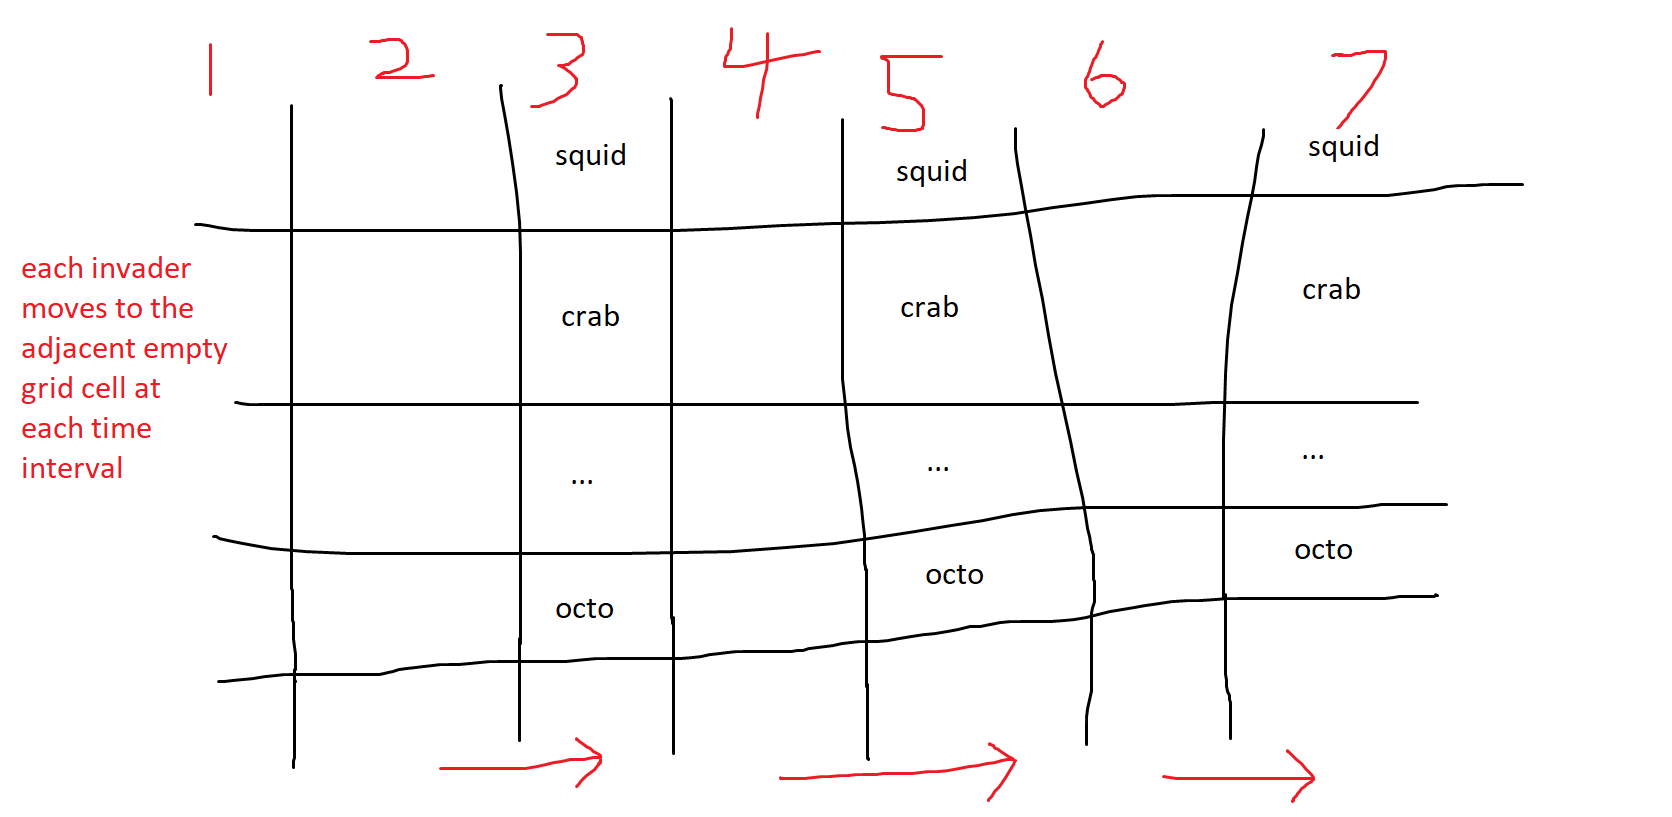 1 2 3 4 5 6 7
squid squid squid
each invader
moves to the
adjacent empty
grid cell at
each time
interval
crab crab crab
... ... ...
octo octo octo